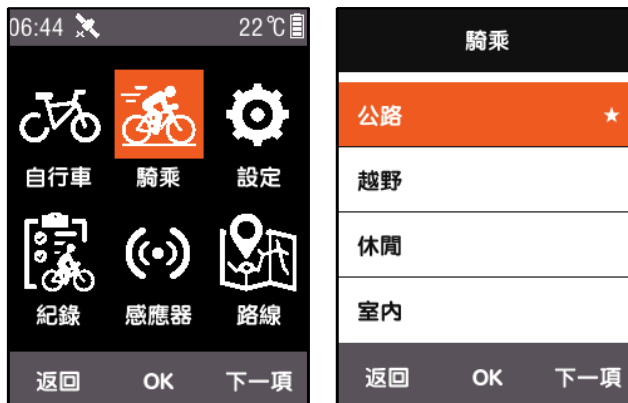 06:44 22℃
自行車 騎乘 設定
紀錄 感應器 路線
返回 OK 下一項
騎乘
公路 ★
越野
休閒
室內
返回 OK 下一項